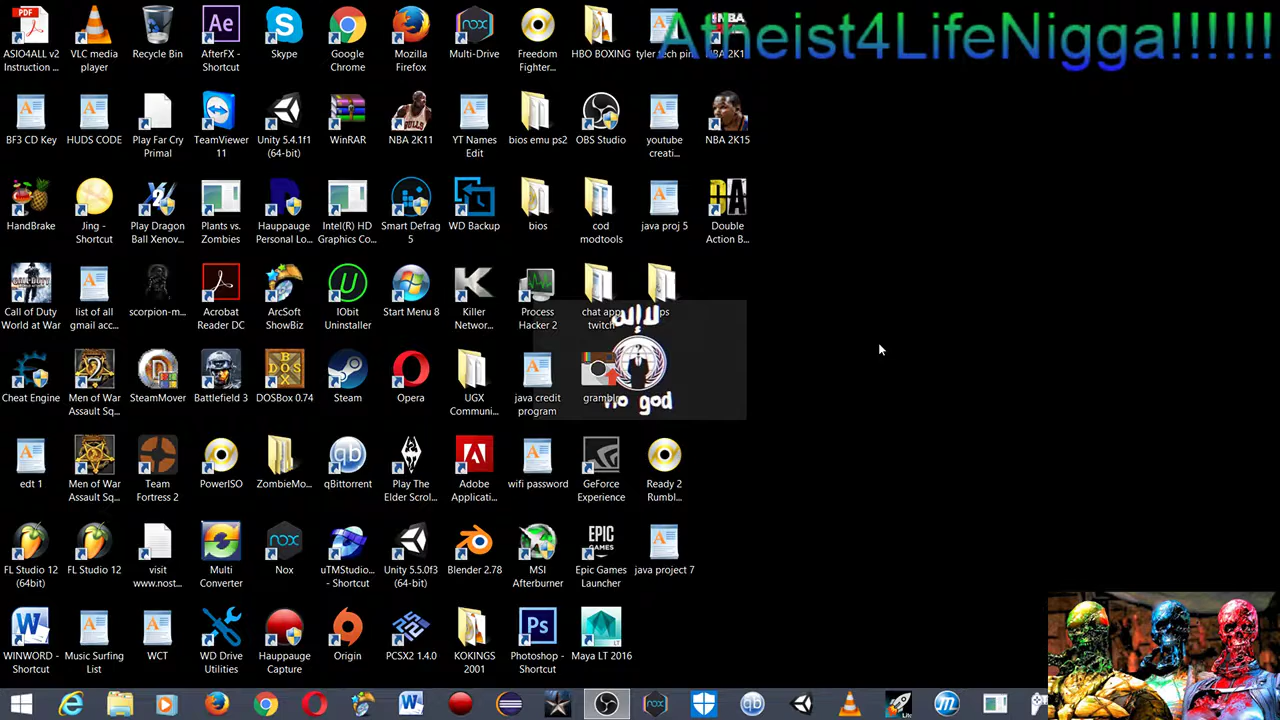 Atheist4LifeNigga!!!!!!
ASIO4ALL v2
Instruction ...
VLC media
player
Recycle Bin
AfterFX -
Shortcut
Skype
Google
Chrome
Mozilla
Firefox
Multi-Drive
Freedom
Fighter...
HBO BOXING
tyler tech pin
NBA 2K1
BF3 CD Key
HUDS CODE
Play Far Cry
Primal
TeamViewer
11
Unity 5.4.1f1
(64-bit)
WinRAR
NBA 2K11
YT Names
Edit
bios emu ps2
OBS Studio
youtube
creati...
NBA 2K15
HandBrake
Jing -
Shortcut
Play Dragon
Ball Xenov...
Plants vs.
Zombies
Hauppauge
Personal Lo...
Intel(R) HD
Graphics Co...
Smart Defrag
5
WD Backup
bios
cod
modtools
java proj 5
Double
Action B...
Call of Duty
World at War
list of all
gmail acc...
scorpion-m...
Acrobat
Reader DC
ArcSoft
ShowBiz
IObit
Uninstaller
Start Menu 8
Killer
Networ...
Process
Hacker 2
chat app
twitch
ps
لا إله
no god
Cheat Engine
Men of War
Assault Sq...
SteamMover
Battlefield 3
DOSBox 0.74
Steam
Opera
UGX
Communi...
java credit
program
gramblr
edt 1
Men of War
Assault Sq...
Team
Fortress 2
PowerISO
ZombieMo...
qBittorrent
Play The
Elder Scrol...
Adobe
Applicati...
wifi password
GeForce
Experience
Ready 2
Rumbl...
FL Studio 12
(64bit)
FL Studio 12
visit
www.nost...
Multi
Converter
Nox
uTMStudio...
- Shortcut
Unity 5.5.0f3
(64-bit)
Blender 2.78
MSI
Afterburner
Epic Games
Launcher
java project 7
WINWORD -
Shortcut
Music Surfing
List
WCT
WD Drive
Utilities
Hauppauge
Capture
Origin
PCSX2 1.4.0
KOKINGS
2001
Photoshop -
Shortcut
Maya LT 2016